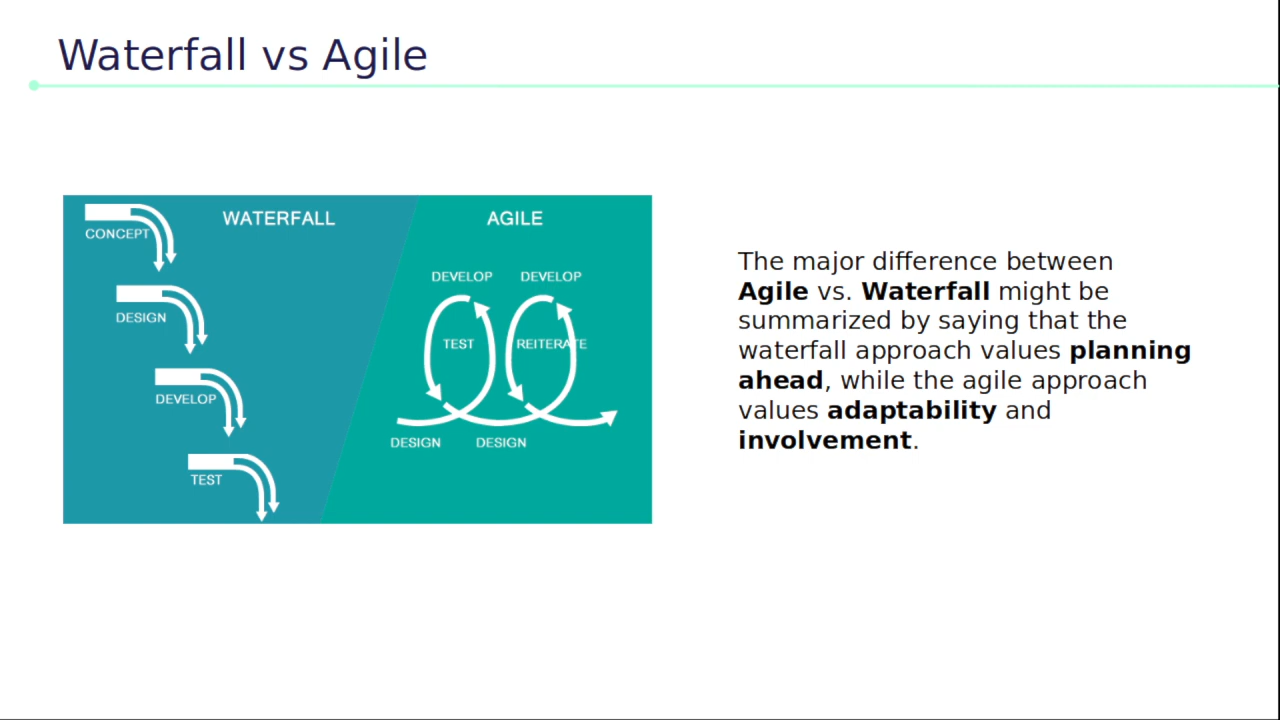 Waterfall vs Agile
WATERFALL
CONCEPT
DESIGN
DEVELOP
TEST
AGILE
DEVELOP DEVELOP
TEST REITERATE
DESIGN DESIGN
The major difference between
Agile vs. Waterfall might be
summarized by saying that the
waterfall approach values planning
ahead, while the agile approach
values adaptability and
involvement.